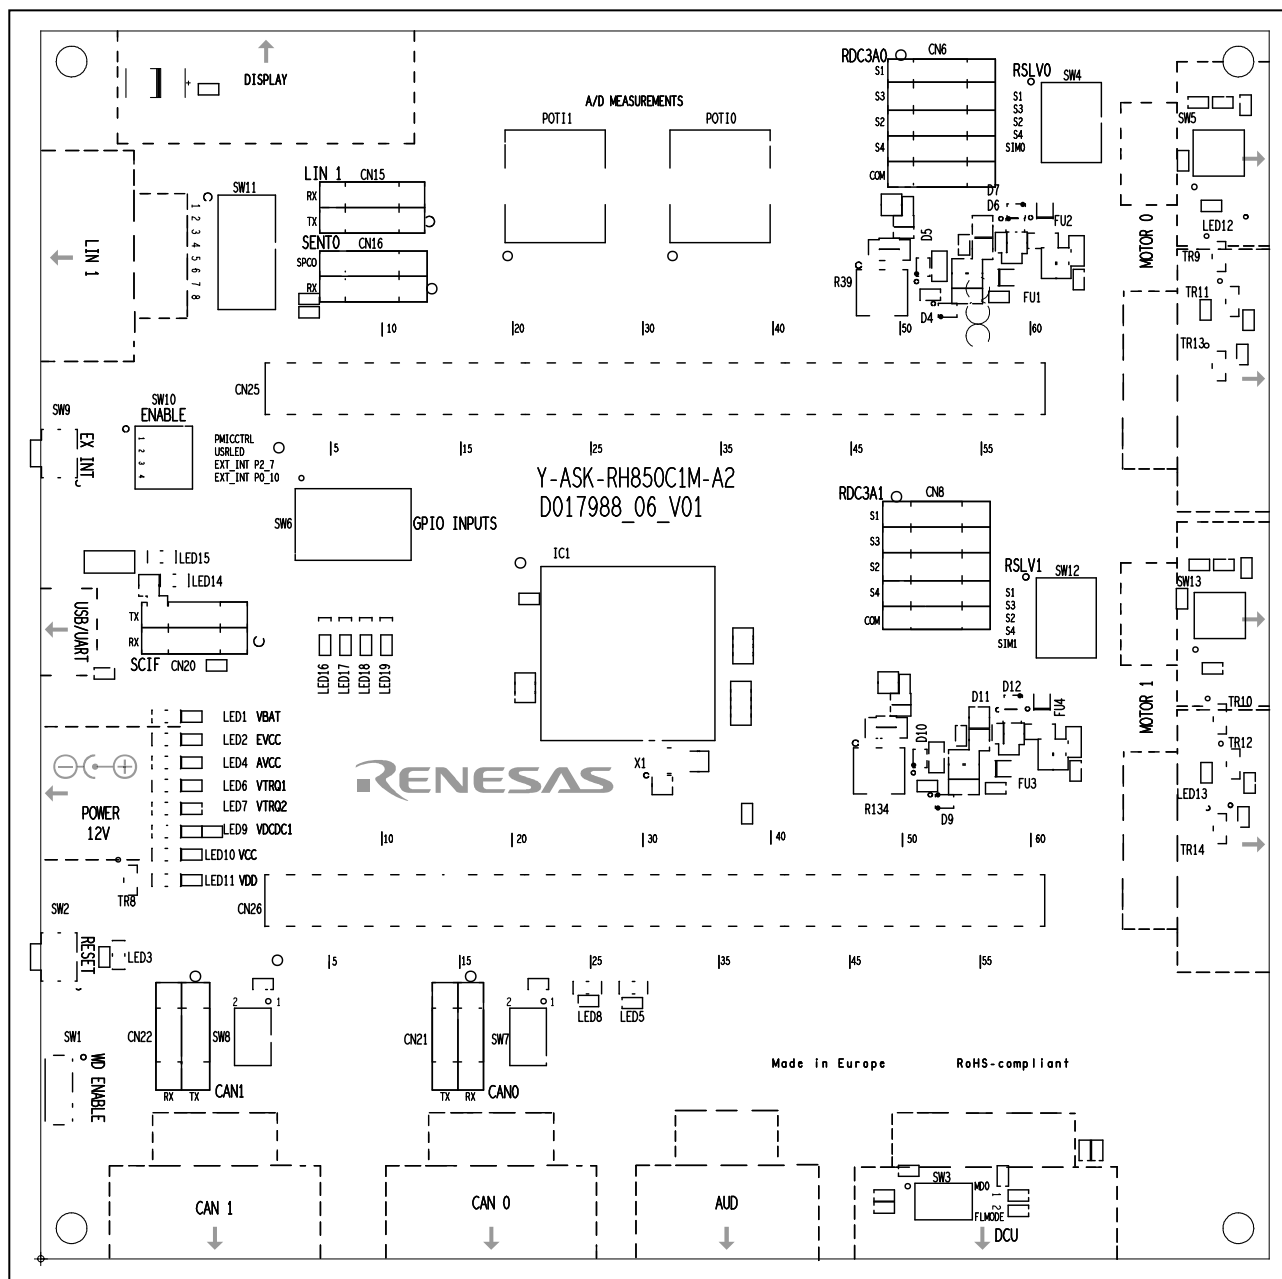 DISPLAY
+
A/D MEASUREMENTS
POTI1
POTI0
RDC3A0
CN6
S1
S3
S2
S4
COM
RSLV0
SW4
S1
S3
S2
S4
SIM0
SW5
LED12
MOTOR 0
TR9
TR11
TR13
D7
D6
FU2
D5
R39
D4
FU1
LIN 1
SW11
1
2
3
4
5
6
7
8
LIN 1
CN15
RX
TX
SENT0
CN16
SPCO
RX
10
20
30
40
50
60
CN25
SW9
EX INT
SW10
ENABLE
1
2
3
4
PMICCTRL
USRLED
EXT_INT P2_7
EXT_INT P0_10
5
15
25
35
45
55
Y-ASK-RH850C1M-A2
D017988_06_V01
SW6
GPIO INPUTS
IC1
RDC3A1
CN8
S1
S3
S2
S4
COM
RSLV1
SW12
S1
S3
S2
S4
SIM1
SW13
MOTOR 1
TR10
TR12
LED13
TR14
LED15
LED14
USB/UART
TX
RX
SCIF
CN20
LED16
LED17
LED18
LED19
D12
D11
FU4
D10
R134
D9
FU3
X1
LED1 VBAT
LED2 EVCC
LED4 AVCC
LED6 VTRQ1
LED7 VTRQ2
LED9 VDCDC1
LED10 VCC
LED11 VDD
POWER
12V
RENESAS
TR8
10
20
30
40
50
60
CN26
SW2
RESET
LED3
5
15
25
35
45
55
SW1
WD ENABLE
CN22
RX
TX
CAN1
2
1
SW8
CN21
TX
RX
CAN0
2
1
SW7
LED8
LED5
Made in Europe
RoHS-compliant
CAN 1
CAN 0
AUD
SW3
MD0
1
2
FLMODE
DCU